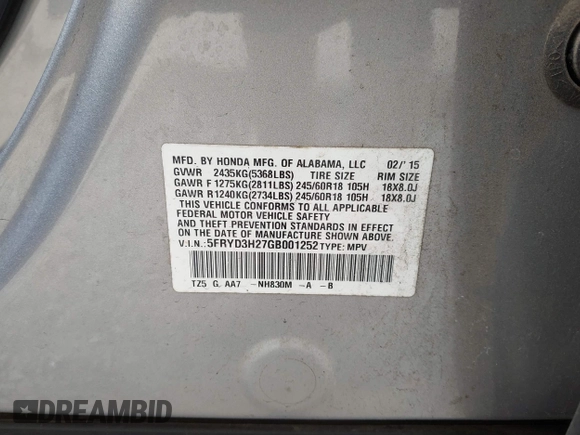 MFD. BY HONDA MFG. OF ALABAMA, LLC 02/'15
GVWR 2435KG(5368LBS) TIRE SIZE RIM SIZE
GAWR F 1275KG(2811LBS) 245/60R18 105H 18X8.0J
GAWR R 1240KG(2734LBS) 245/60R18 105H 18X8.0J
THIS VEHICLE CONFORMS TO ALL APPLICABLE
FEDERAL MOTOR VEHICLE SAFETY
AND THEFT PREVENTION STANDARDS IN EFFECT
ON THE DATE OF MANUFACTURE SHOWN ABOVE.
V.I.N.: 5FRYD3H27GB001252 TYPE: MPV
TZ5 G, AA7 -NH830M -A -B
DREAMBID